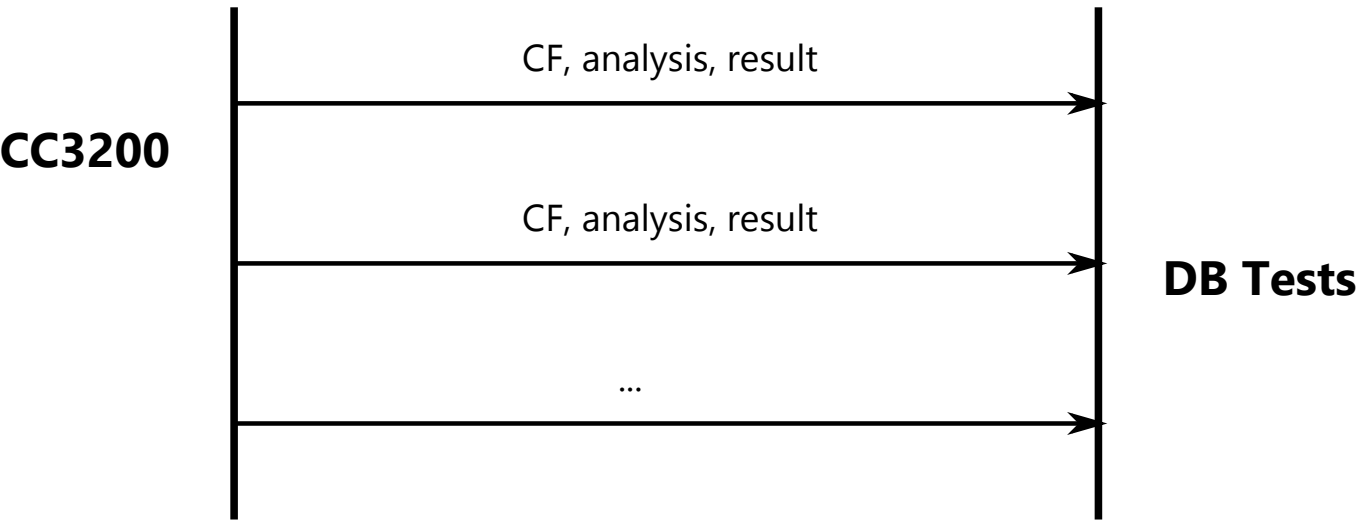 CF, analysis, result
CC3200
CF, analysis, result
DB Tests
...